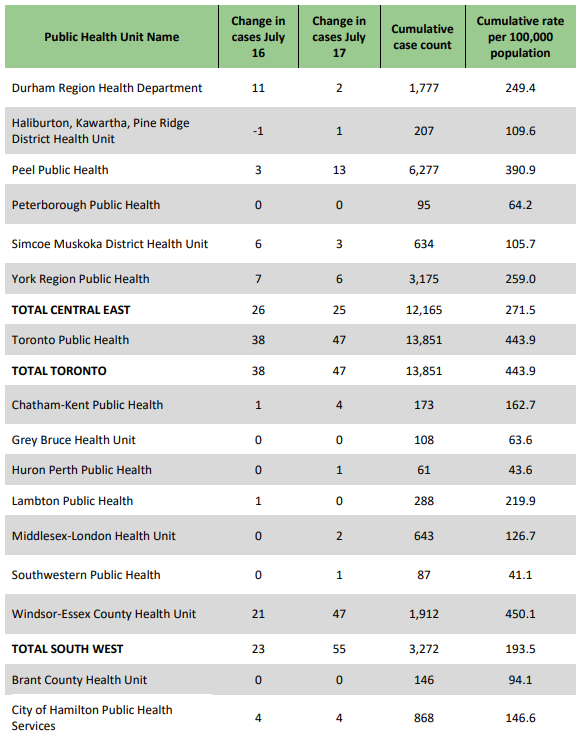 Public Health Unit Name Change in cases July 16 Change in cases July 17 Cumulative case count Cumulative rate per 100,000 population
Durham Region Health Department 11 2 1,777 249.4
Haliburton, Kawartha, Pine Ridge
District Health Unit -1 1 207 109.6
Peel Public Health 3 13 6,277 390.9
Peterborough Public Health 0 0 95 64.2
Simcoe Muskoka District Health Unit 6 3 634 105.7
York Region Public Health 7 6 3,175 259.0
TOTAL CENTRAL EAST 26 25 12,165 271.5
Toronto Public Health 38 47 13,851 443.9
TOTAL TORONTO 38 47 13,851 443.9
Chatham-Kent Public Health 1 4 173 162.7
Grey Bruce Health Unit 0 0 108 63.6
Huron Perth Public Health 0 1 61 43.6
Lambton Public Health 1 0 288 219.9
Middlesex-London Health Unit 0 2 643 126.7
Southwestern Public Health 0 1 87 41.1
Windsor-Essex County Health Unit 21 47 1,912 450.1
TOTAL SOUTH WEST 23 55 3,272 193.5
Brant County Health Unit 0 0 146 94.1
City of Hamilton Public Health
Services 4 4 868 146.6